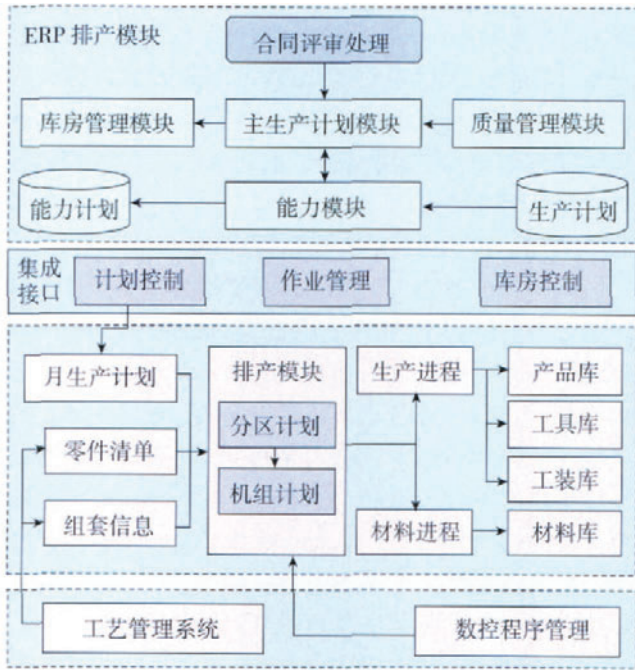 ERP 排产模块
合同评审处理
库房管理模块
主生产计划模块
质量管理模块
能力计划
能力模块
生产计划
集成
接口
计划控制
作业管理
库房控制
月生产计划
排产模块
生产进程
产品库
分区计划
工具库
零件清单
机组计划
工装库
组套信息
材料进程
材料库
工艺管理系统
数控程序管理